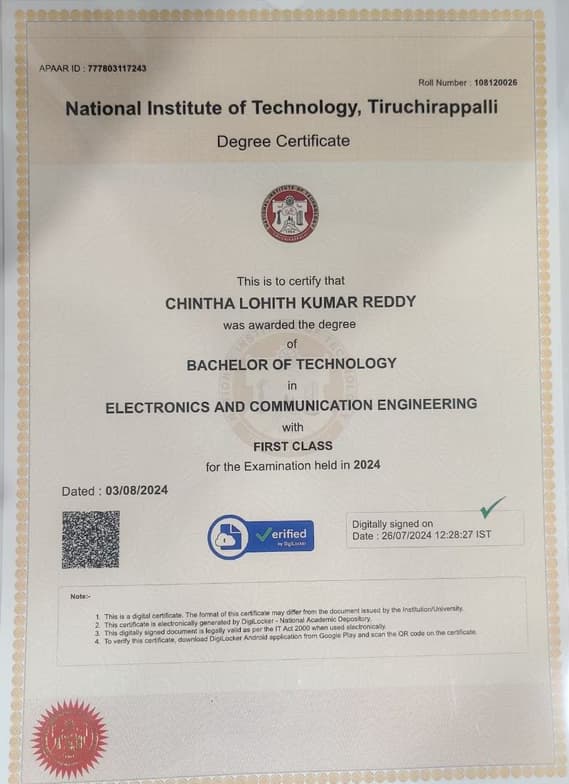 APAAR ID : 777803117243
Roll Number : 108120026
National Institute of Technology, Tiruchirappalli
Degree Certificate
This is to certify that
CHINTHA LOHITH KUMAR REDDY
was awarded the degree
of
BACHELOR OF TECHNOLOGY
in
ELECTRONICS AND COMMUNICATION ENGINEERING
with
FIRST CLASS
for the Examination held in 2024
Dated : 03/08/2024
verified
by DigiLocker
Digitally signed on
Date : 26/07/2024 12:28:27 IST
Note:-
1. This is a digital certificate. The format of this certificate may differ from the document issued by the Institution/University.
2. This certificate is electronically generated by DigiLocker - National Academic Depository.
3. This digitally signed document is legally valid as per the IT Act 2000 when used electronically.
4. To verify this certificate, download DigiLocker Android application from Google Play and scan the QR code on the certificate.